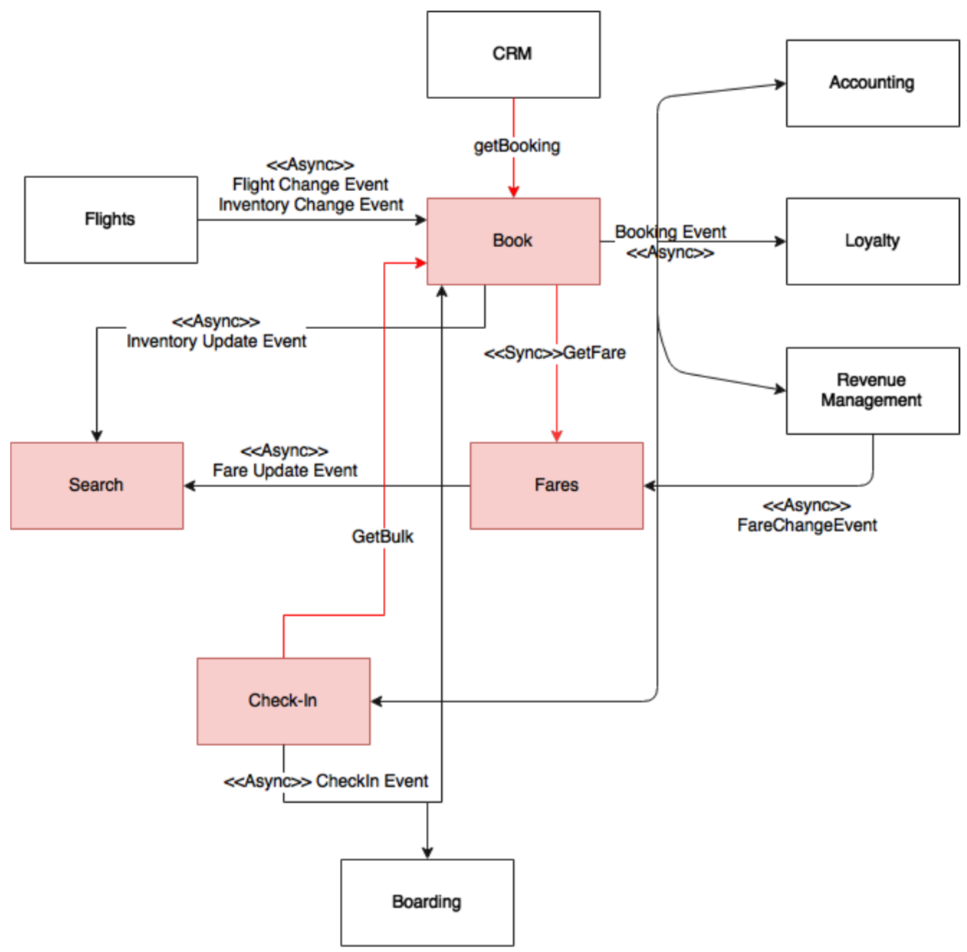 CRM
Accounting
getBooking
<<Async>>
Flight Change Event
Inventory Change Event
Flights
Book
Booking Event
<<Async>>
Loyalty
<<Async>>
Inventory Update Event
<<Sync>>GetFare
Revenue
Management
<<Async>>
Fare Update Event
Search
Fares
<<Async>>
FareChangeEvent
GetBulk
Check-In
<<Async>> CheckIn Event
Boarding